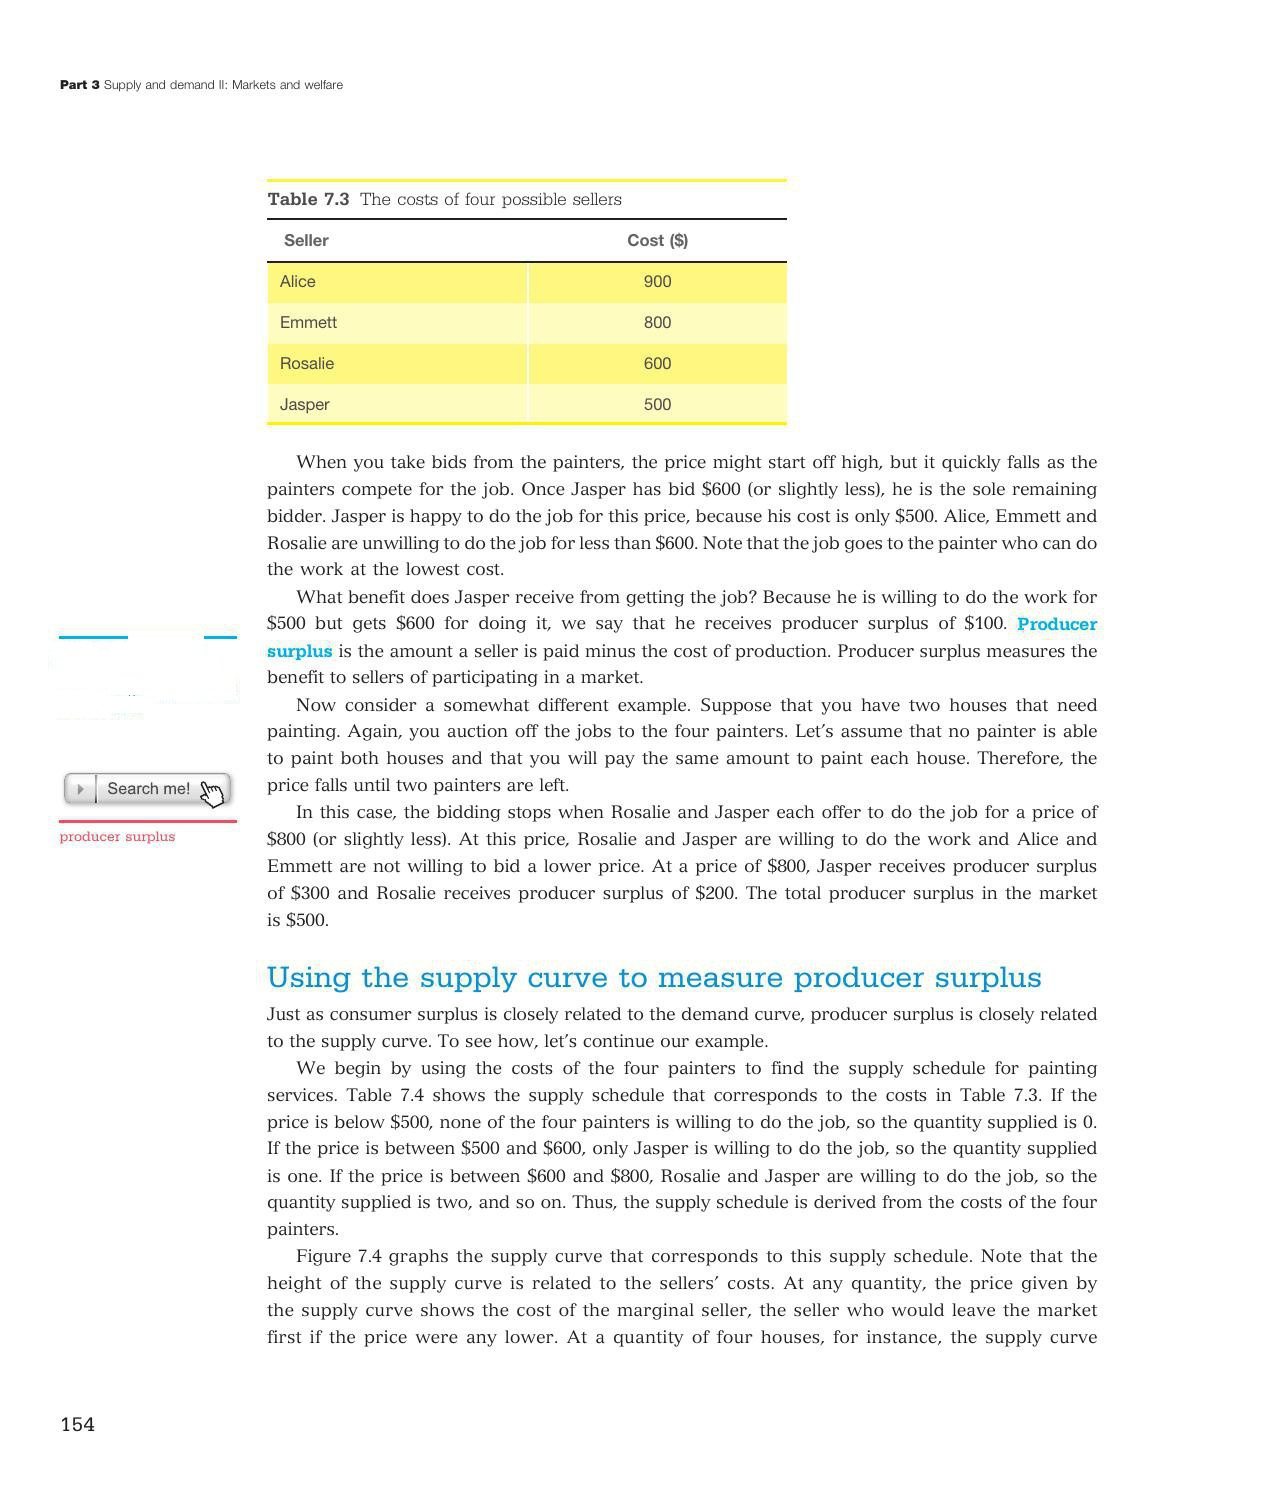 Part 3 Supply and demand II: Markets and welfare
Table 7.3 The costs of four possible sellers
Seller Cost ($)
Alice 900
Emmett 800
Rosalie 600
Jasper 500
When you take bids from the painters, the price might start off high, but it quickly falls as the
painters compete for the job. Once Jasper has bid $600 (or slightly less), he is the sole remaining
bidder. Jasper is happy to do the job for this price, because his cost is only $500. Alice, Emmett and
Rosalie are unwilling to do the job for less than $600. Note that the job goes to the painter who can do
the work at the lowest cost.
What benefit does Jasper receive from getting the job? Because he is willing to do the work for
$500 but gets $600 for doing it, we say that he receives producer surplus of $100. Producer
surplus is the amount a seller is paid minus the cost of production. Producer surplus measures the
benefit to sellers of participating in a market.
Now consider a somewhat different example. Suppose that you have two houses that need
painting. Again, you auction off the jobs to the four painters. Let's assume that no painter is able
to paint both houses and that you will pay the same amount to paint each house. Therefore, the
price falls until two painters are left.
Search me!
producer surplus
In this case, the bidding stops when Rosalie and Jasper each offer to do the job for a price of
$800 (or slightly less). At this price, Rosalie and Jasper are willing to do the work and Alice and
Emmett are not willing to bid a lower price. At a price of $800, Jasper receives producer surplus
of $300 and Rosalie receives producer surplus of $200. The total producer surplus in the market
is $500.
Using the supply curve to measure producer surplus
Just as consumer surplus is closely related to the demand curve, producer surplus is closely related
to the supply curve. To see how, let's continue our example.
We begin by using the costs of the four painters to find the supply schedule for painting
services. Table 7.4 shows the supply schedule that corresponds to the costs in Table 7.3. If the
price is below $500, none of the four painters is willing to do the job, so the quantity supplied is 0.
If the price is between $500 and $600, only Jasper is willing to do the job, so the quantity supplied
is one. If the price is between $600 and $800, Rosalie and Jasper are willing to do the job, so the
quantity supplied is two, and so on. Thus, the supply schedule is derived from the costs of the four
painters.
Figure 7.4 graphs the supply curve that corresponds to this supply schedule. Note that the
height of the supply curve is related to the sellers' costs. At any quantity, the price given by
the supply curve shows the cost of the marginal seller, the seller who would leave the market
first if the price were any lower. At a quantity of four houses, for instance, the supply curve
154